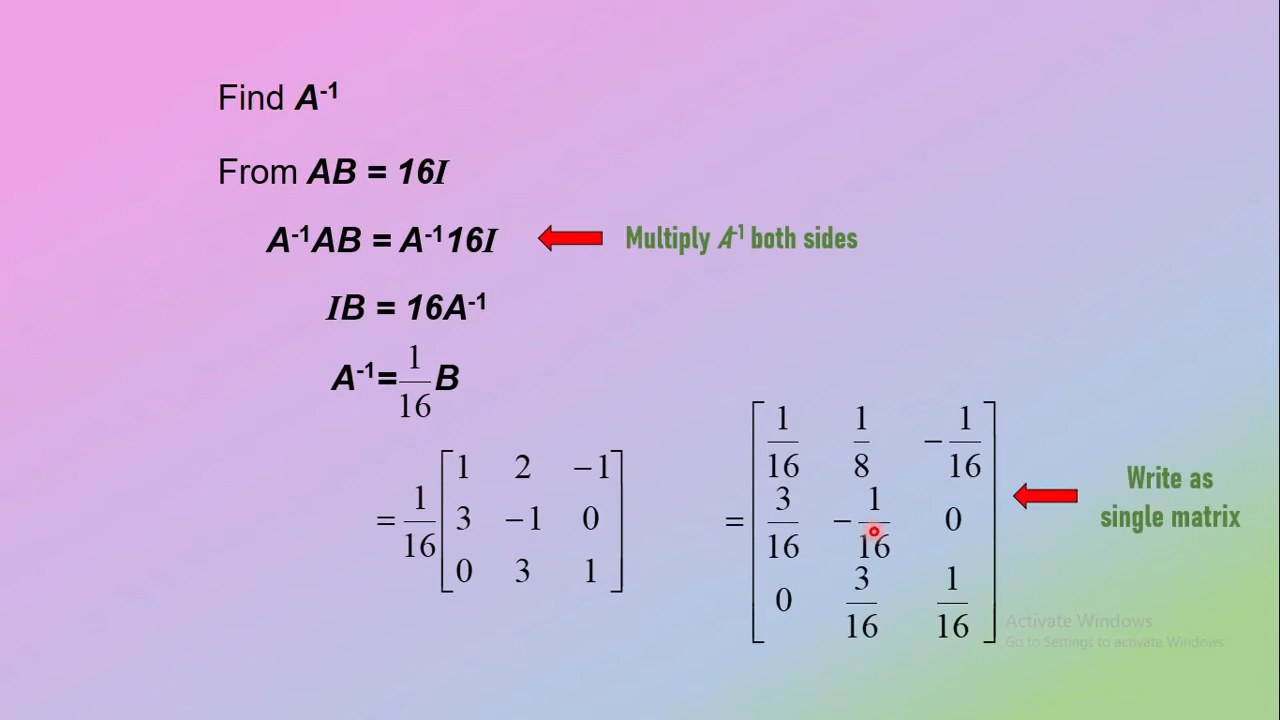 Find A⁻¹
From AB = 16I
A⁻¹AB = A⁻¹16I
Multiply A⁻¹ both sides
IB = 16A⁻¹
A⁻¹ = 1/16 B
= 1/16 [1 2 −1
3 −1 0
0 3 1]
= [1/16 1/8 −1/16
3/16 −1/16 0
0 3/16 1/16]
Write as
single matrix
Activate Windows
Go to Settings to activate Windows.